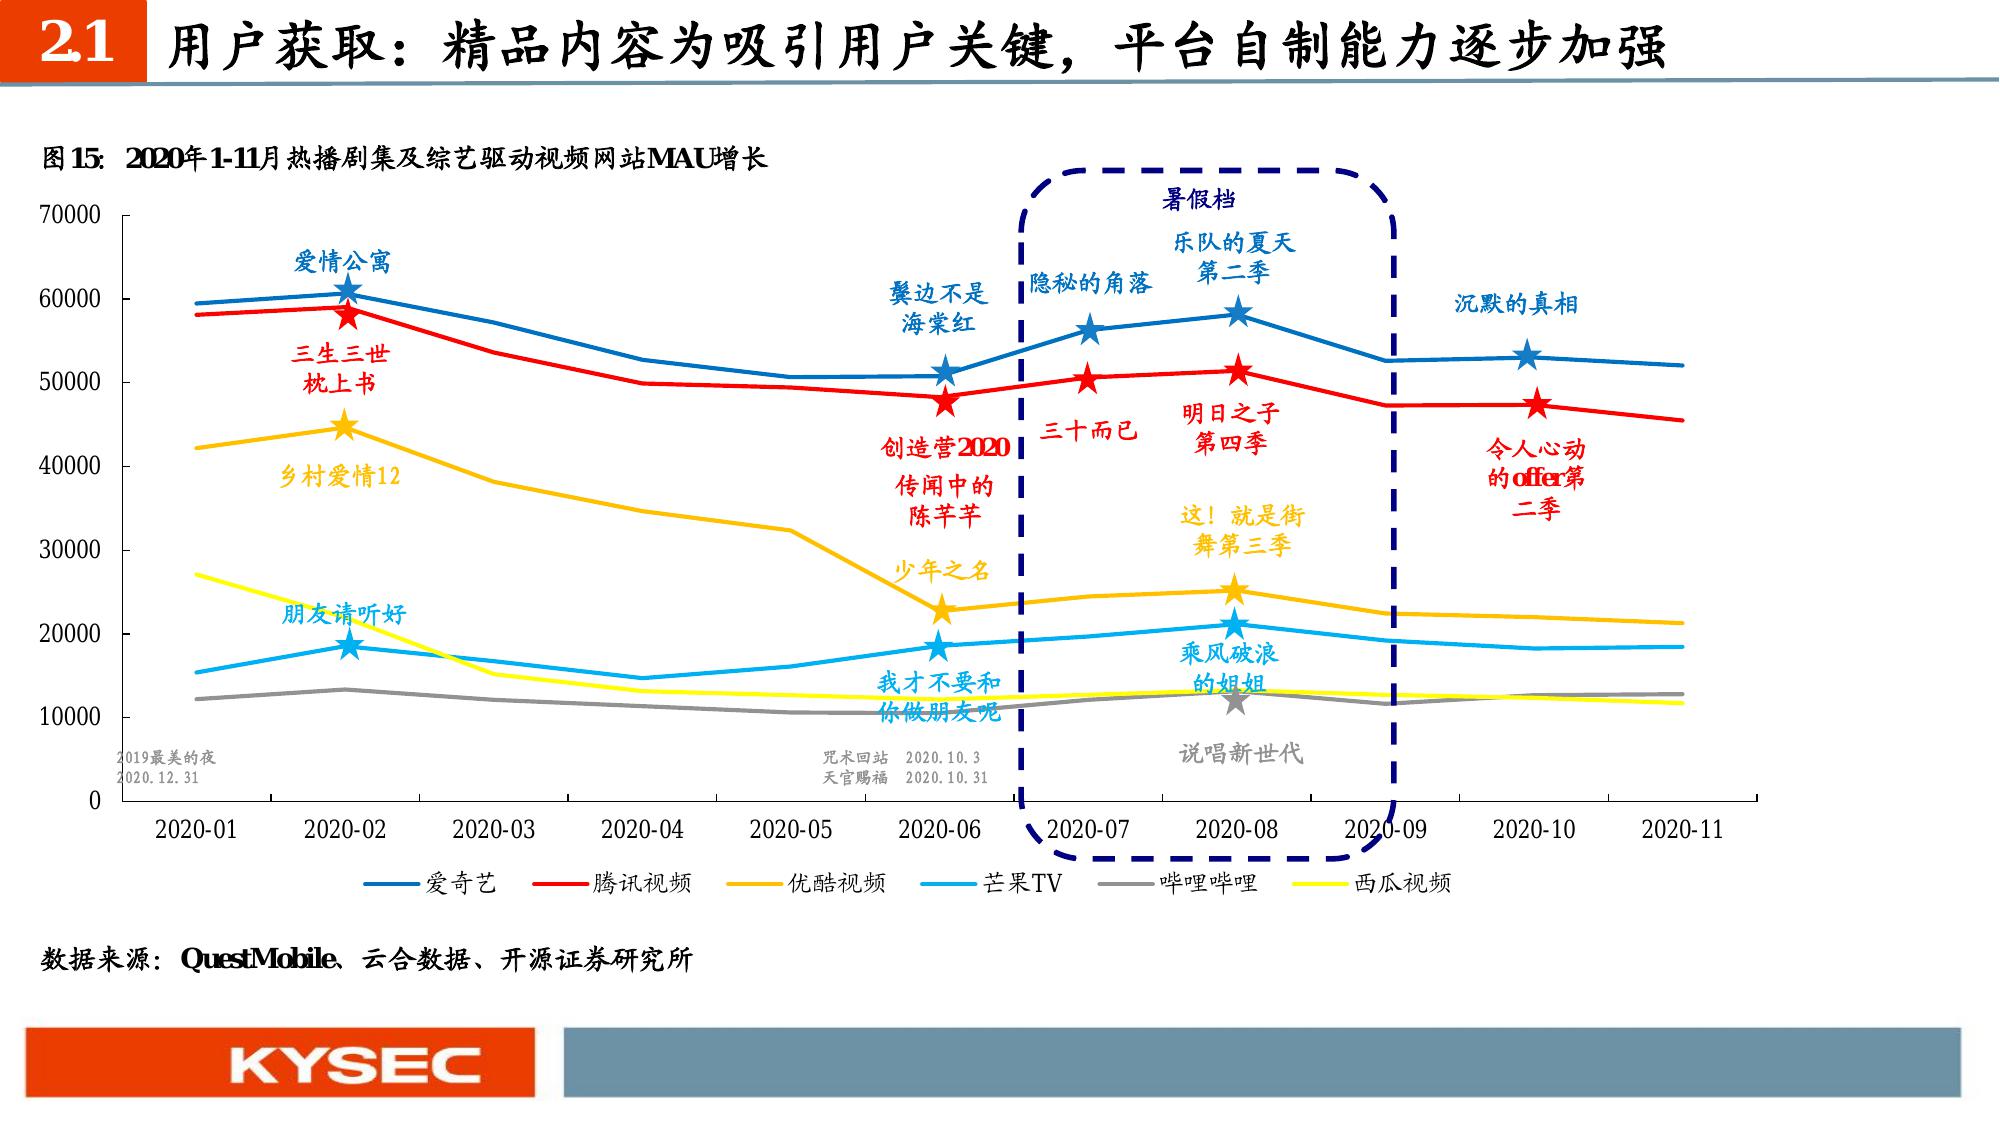 2.1 用户获取：精品内容为吸引用户关键，平台自制能力逐步加强
图15：2020年1-11月热播剧集及综艺驱动视频网站MAU增长
暑假档
70000
60000
50000
40000
30000
20000
10000
0
爱情公寓
三生三世
枕上书
乡村爱情12
朋友请听好
2019最美的夜
2020.12.31
鬓边不是
海棠红
创造营2020
传闻中的
陈芊芊
少年之名
我才不要和
你做朋友呢
咒术回站 2020.10.3
天官赐福 2020.10.31
隐秘的角落
三十而已
乐队的夏天
第二季
明日之子
第四季
这！就是街
舞第三季
乘风破浪
的姐姐
说唱新世代
沉默的真相
令人心动
的offer第
二季
2020-01 2020-02 2020-03 2020-04 2020-05 2020-06 2020-07 2020-08 2020-09 2020-10 2020-11
爱奇艺 腾讯视频 优酷视频 芒果TV 哔哩哔哩 西瓜视频
数据来源：QuestMobile、云合数据、开源证券研究所
KYSEC